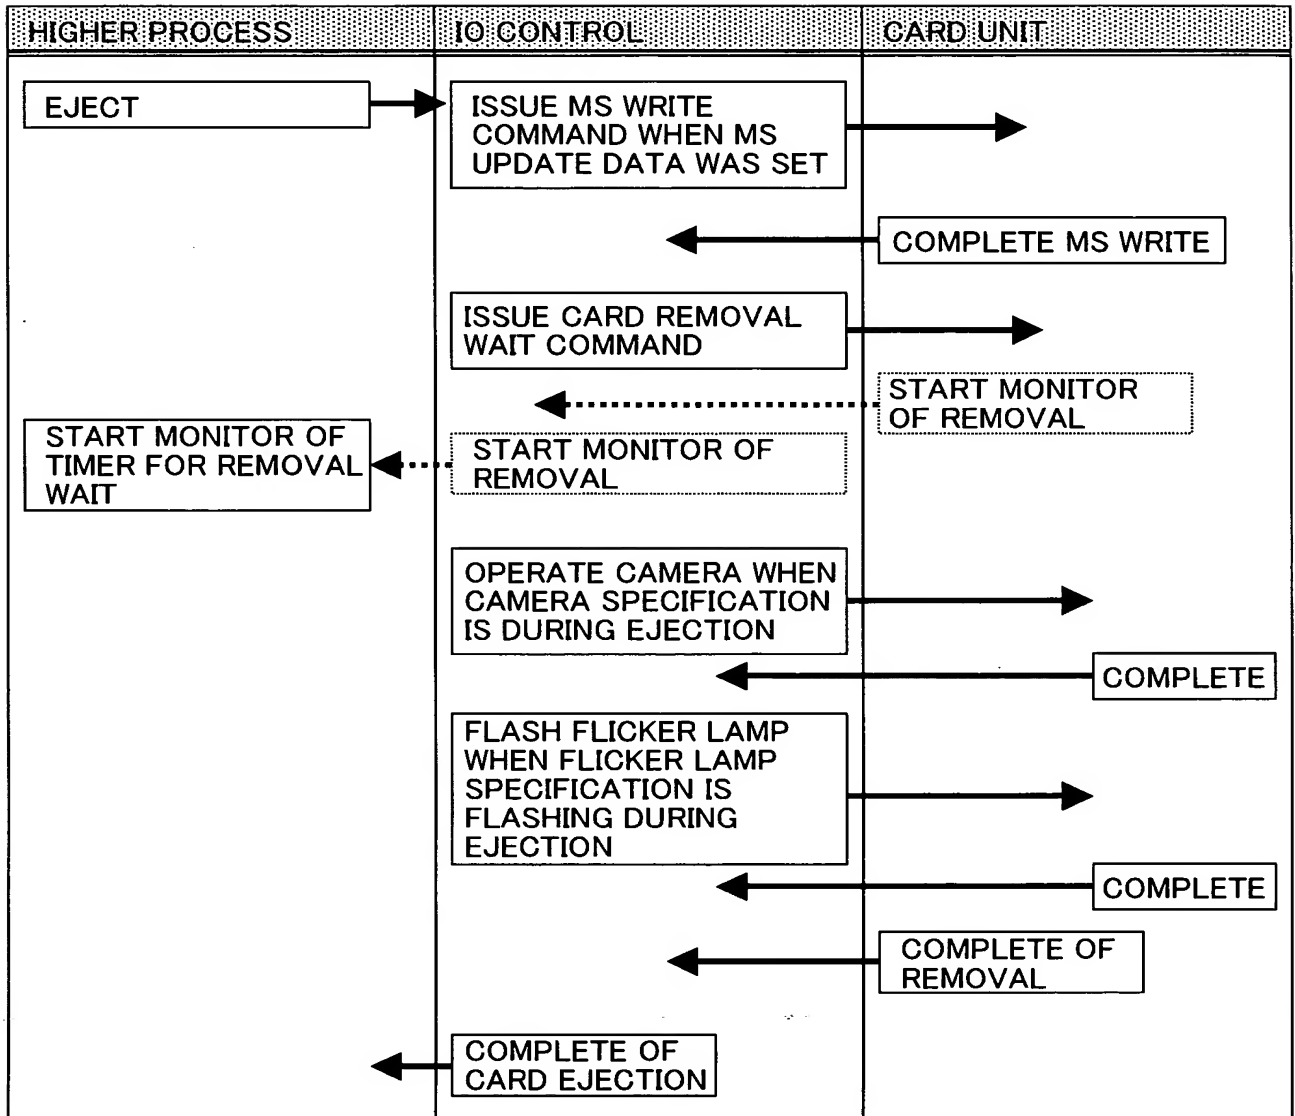 HIGHER PROCESS
IO CONTROL
CARD UNIT
EJECT
ISSUE MS WRITE
COMMAND WHEN MS
UPDATE DATA WAS SET
COMPLETE MS WRITE
ISSUE CARD REMOVAL
WAIT COMMAND
START MONITOR
OF REMOVAL
START MONITOR OF
TIMER FOR REMOVAL
WAIT
START MONITOR OF
REMOVAL
OPERATE CAMERA WHEN
CAMERA SPECIFICATION
IS DURING EJECTION
COMPLETE
FLASH FLICKER LAMP
WHEN FLICKER LAMP
SPECIFICATION IS
FLASHING DURING
EJECTION
COMPLETE
COMPLETE OF
REMOVAL
COMPLETE OF
CARD EJECTION